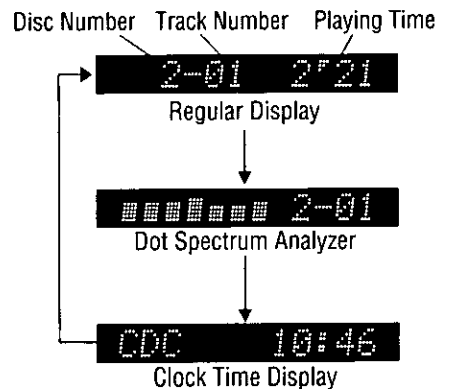 Disc Number Track Number Playing Time
2-01 2'21
Regular Display
2-01
Dot Spectrum Analyzer
CDC 10:46
Clock Time Display